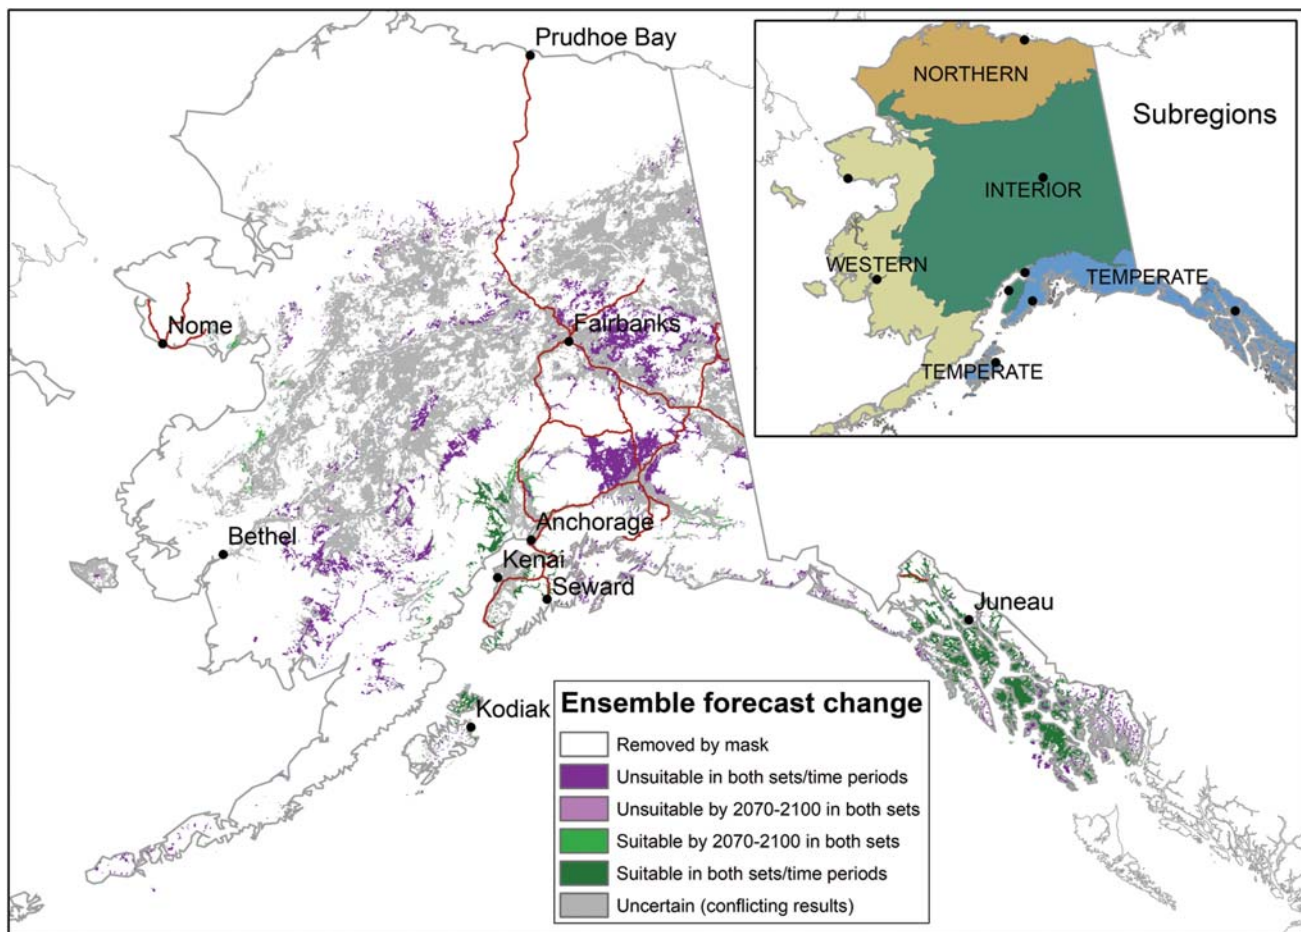 Prudhoe Bay
NORTHERN
Subregions
INTERIOR
WESTERN
TEMPERATE
TEMPERATE
Nome
Fairbanks
Bethel
Anchorage
Kenai
Seward
Juneau
Kodiak
Ensemble forecast change
Removed by mask
Unsuitable in both sets/time periods
Unsuitable by 2070-2100 in both sets
Suitable by 2070-2100 in both sets
Suitable in both sets/time periods
Uncertain (conflicting results)